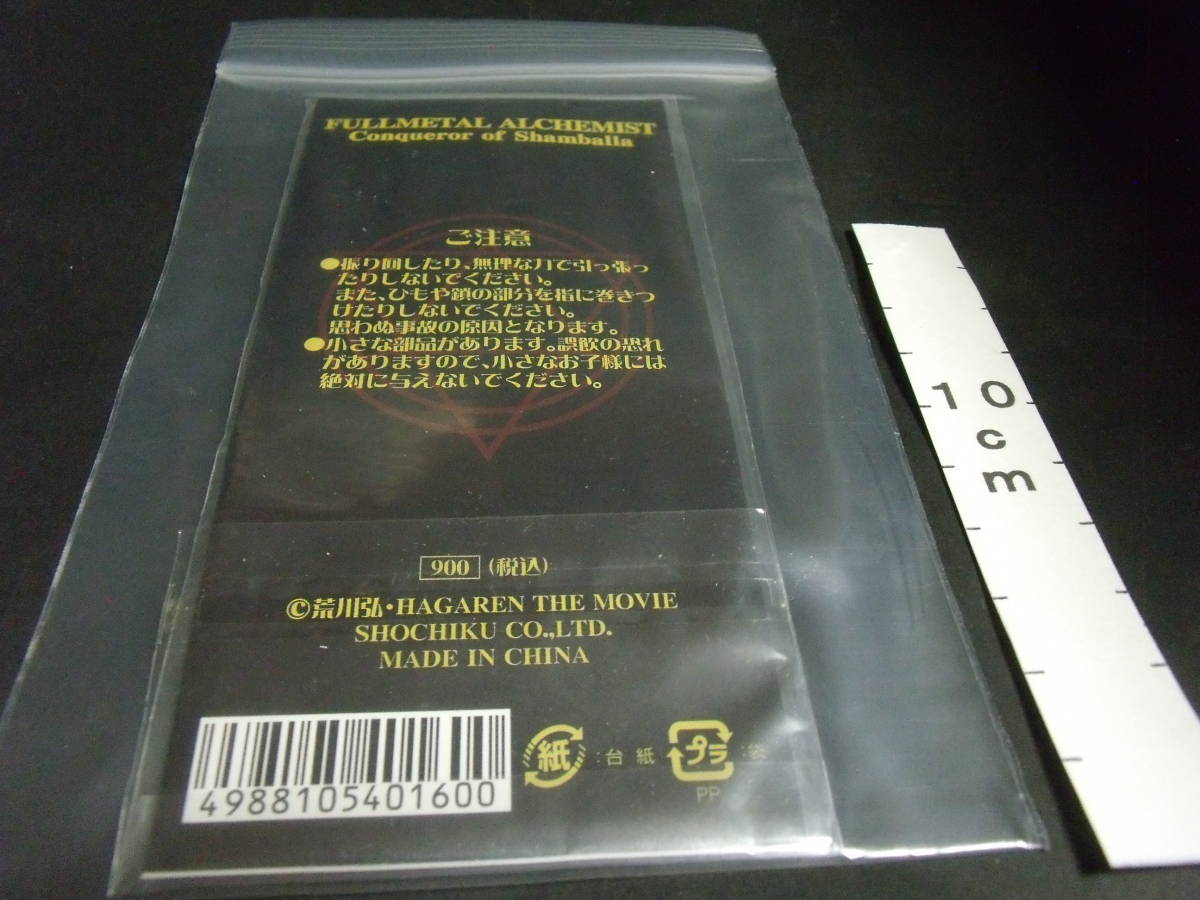 FULLMETAL ALCHEMIST
Conqueror of Shamballa
ご注意
●振り回したり、無理な力で引っ張っ
たりしないでください。
また、ひもや鎖の部分を指に巻きつ
けたりしないでください。
思わぬ事故の原因となります。
●小さな部品があります。誤飲の恐れ
がありますので、小さなお子様には
絶対に与えないでください。
900 (税込)
©荒川弘・HAGAREN THE MOVIE
SHOCHIKU CO.,LTD.
MADE IN CHINA
4988105401600
紙 :台紙
プラ :袋
PP
10
cm